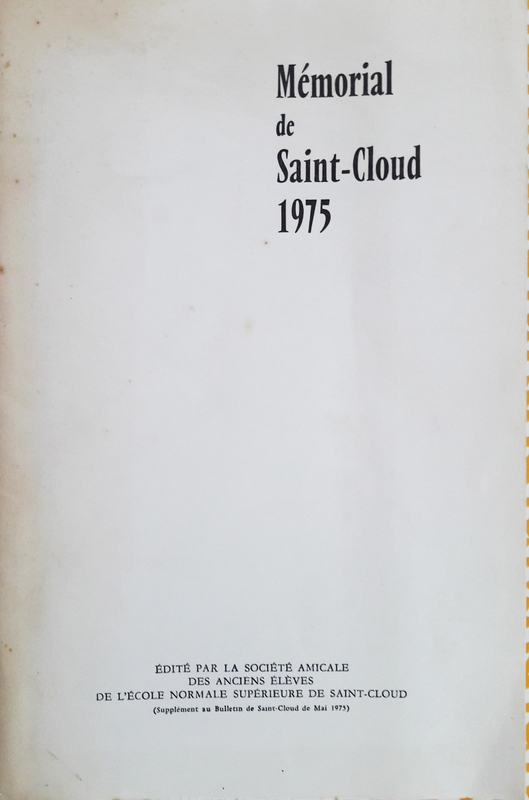 Mémorial
de
Saint-Cloud
1975
ÉDITÉ PAR LA SOCIÉTÉ AMICALE
DES ANCIENS ÉLÈVES
DE L'ÉCOLE NORMALE SUPÉRIEURE DE SAINT-CLOUD
(Supplément au Bulletin de Saint-Cloud de Mai 1975)